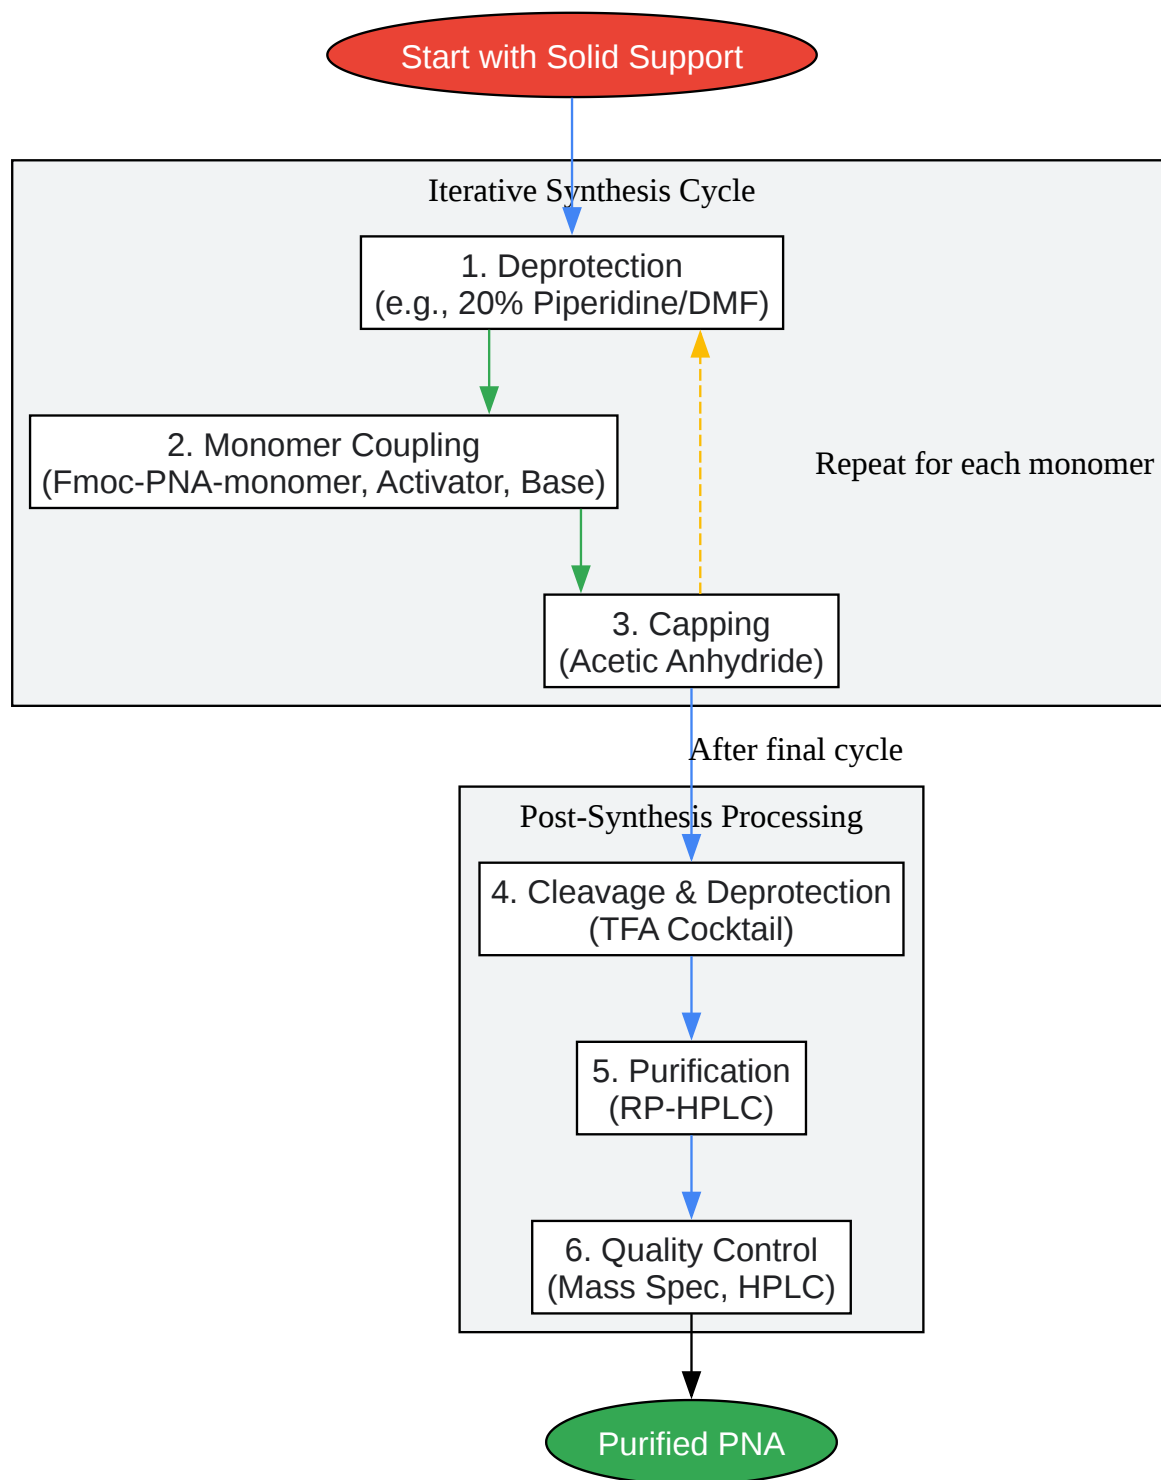 Start with Solid Support
Iterative Synthesis Cycle
1. Deprotection
(e.g., 20% Piperidine/DMF)
2. Monomer Coupling
(Fmoc-PNA-monomer, Activator, Base)
Repeat for each monomer
3. Capping
(Acetic Anhydride)
After final cycle
Post-Synthesis Processing
4. Cleavage & Deprotection
(TFA Cocktail)
5. Purification
(RP-HPLC)
6. Quality Control
(Mass Spec, HPLC)
Purified PNA